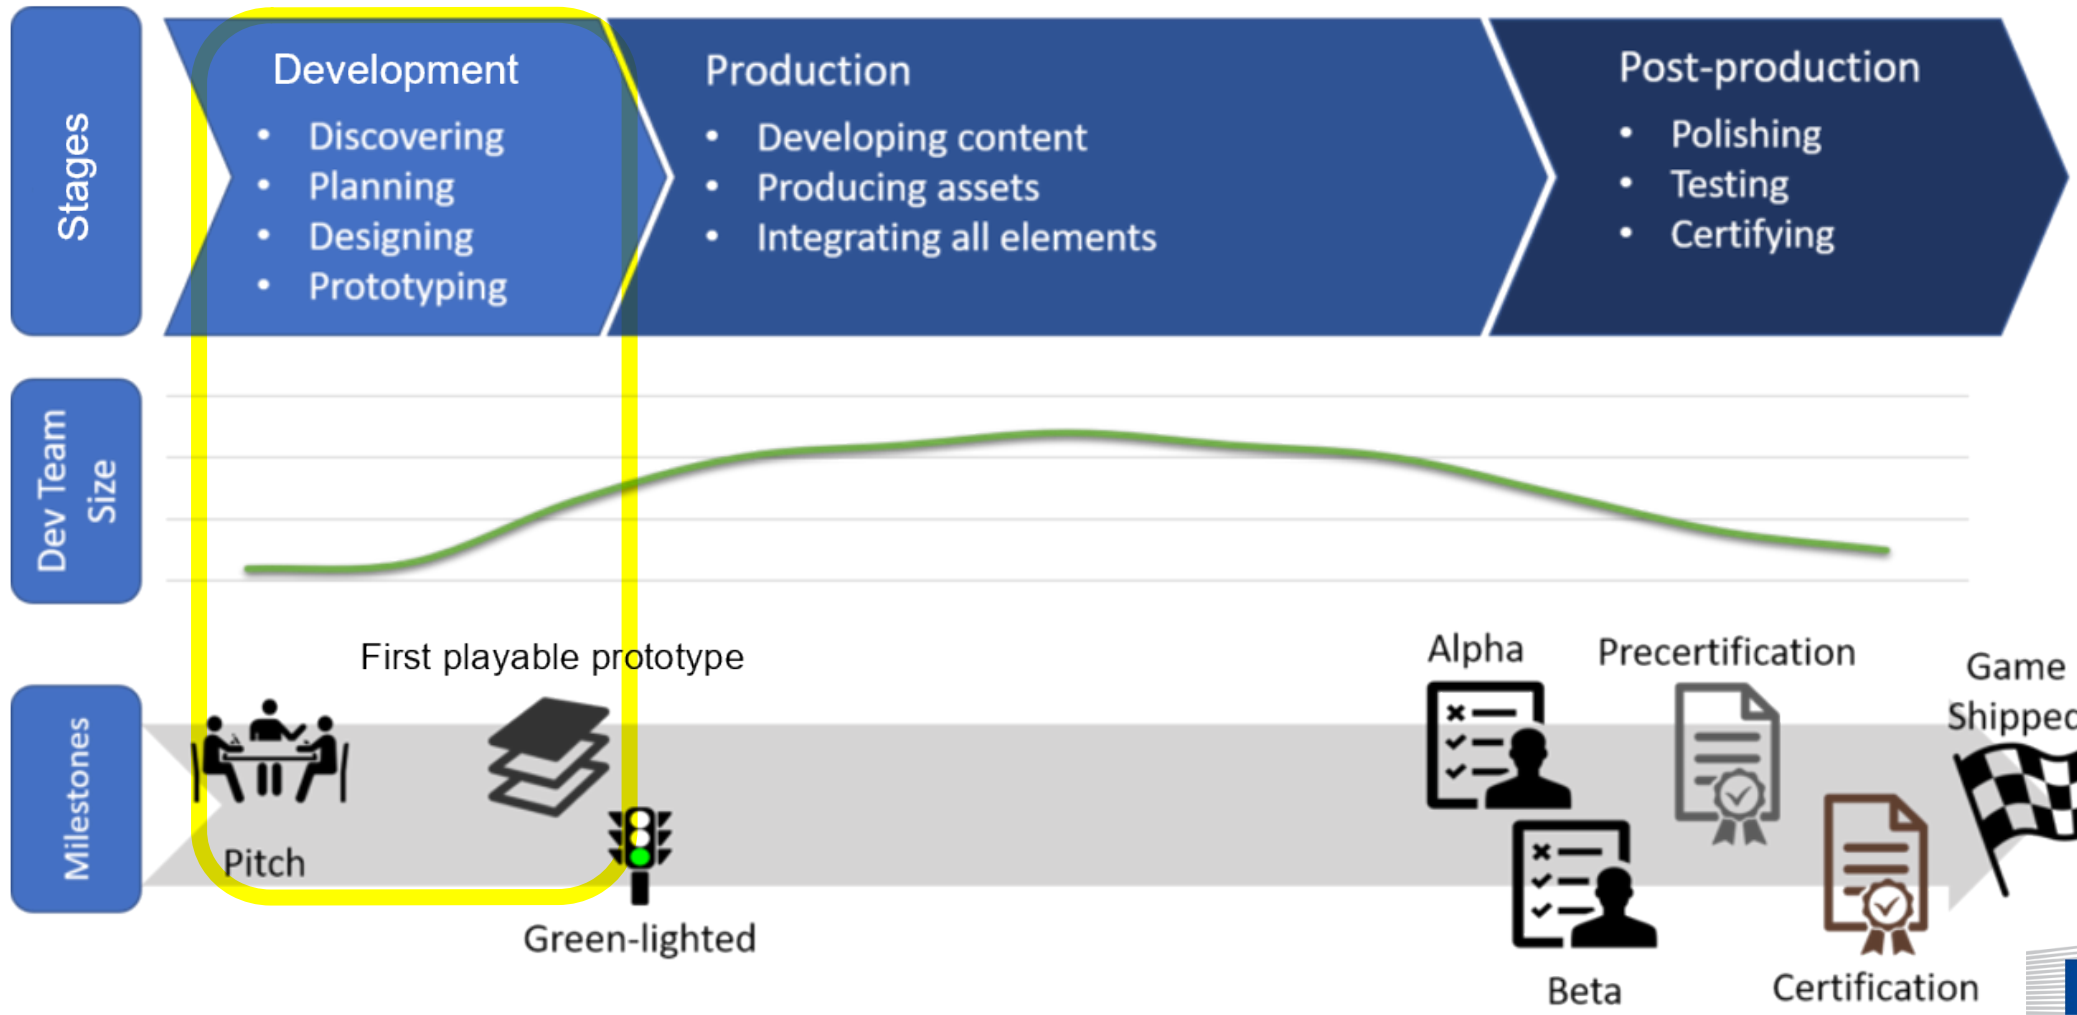 Stages
Development
• Discovering
• Planning
• Designing
• Prototyping
Production
• Developing content
• Producing assets
• Integrating all elements
Post-production
• Polishing
• Testing
• Certifying
Dev Team
Size
Milestones
First playable prototype
Pitch
Green-lighted
Alpha
Beta
Precertification
Certification
Game
Shipped